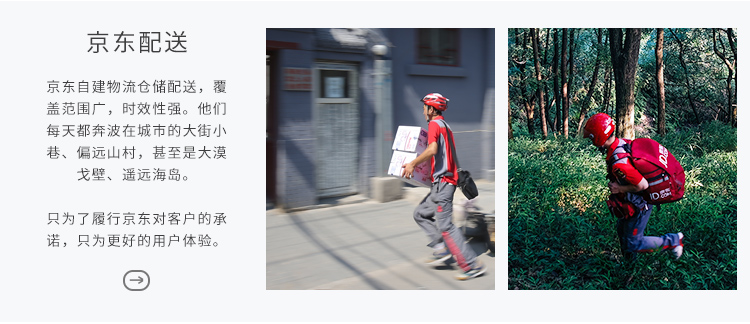 京东配送
京东自建物流仓储配送，覆
盖范围广，时效性强。他们
每天都奔波在城市的大街小
巷、偏远山村，甚至是大漠
戈壁、遥远海岛。
只为了履行京东对客户的承
诺，只为更好的用户体验。